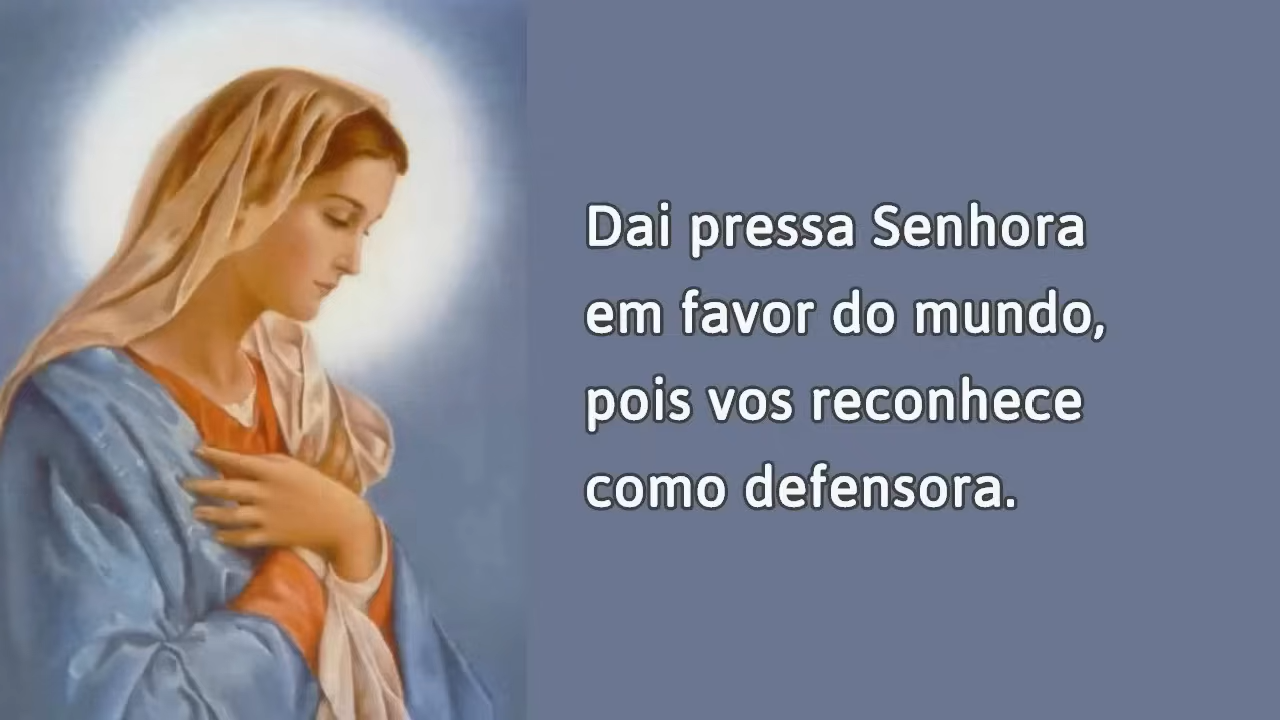 Dai pressa Senhora
em favor do mundo,
pois vos reconhece
como defensora.